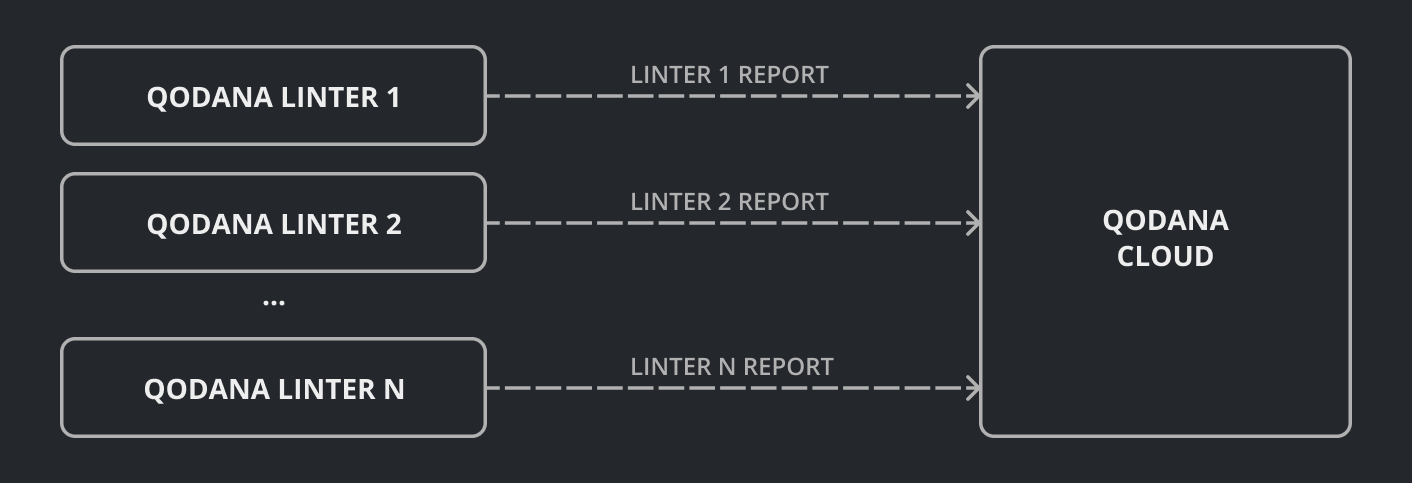 QODANA LINTER 1
LINTER 1 REPORT
QODANA LINTER 2
LINTER 2 REPORT
...
QODANA LINTER N
LINTER N REPORT
QODANA
CLOUD